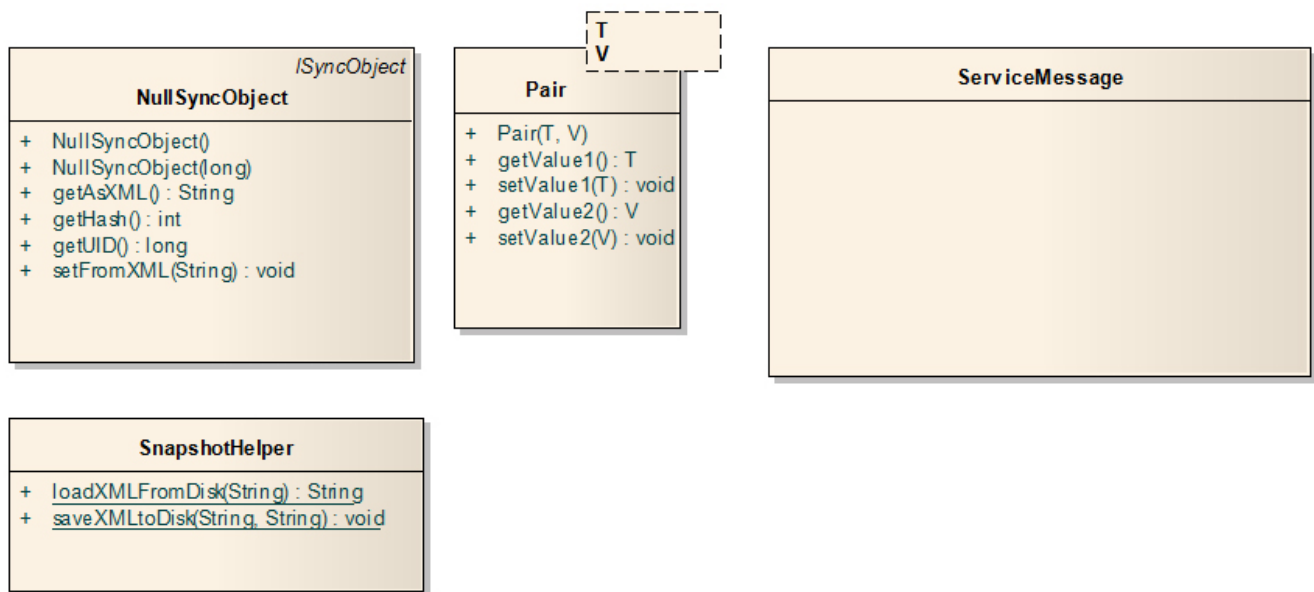 ISyncObject
NullSyncObject
+ NullSyncObject()
+ NullSyncObject(long)
+ getAsXML() : String
+ getHash() : int
+ getUID() : long
+ setFromXML(String) : void
T
V
Pair
+ Pair(T, V)
+ getValue1() : T
+ setValue1(T) : void
+ getValue2() : V
+ setValue2(V) : void
ServiceMessage
SnapshotHelper
+ loadXMLFromDisk(String) : String
+ saveXMLtoDisk(String, String) : void